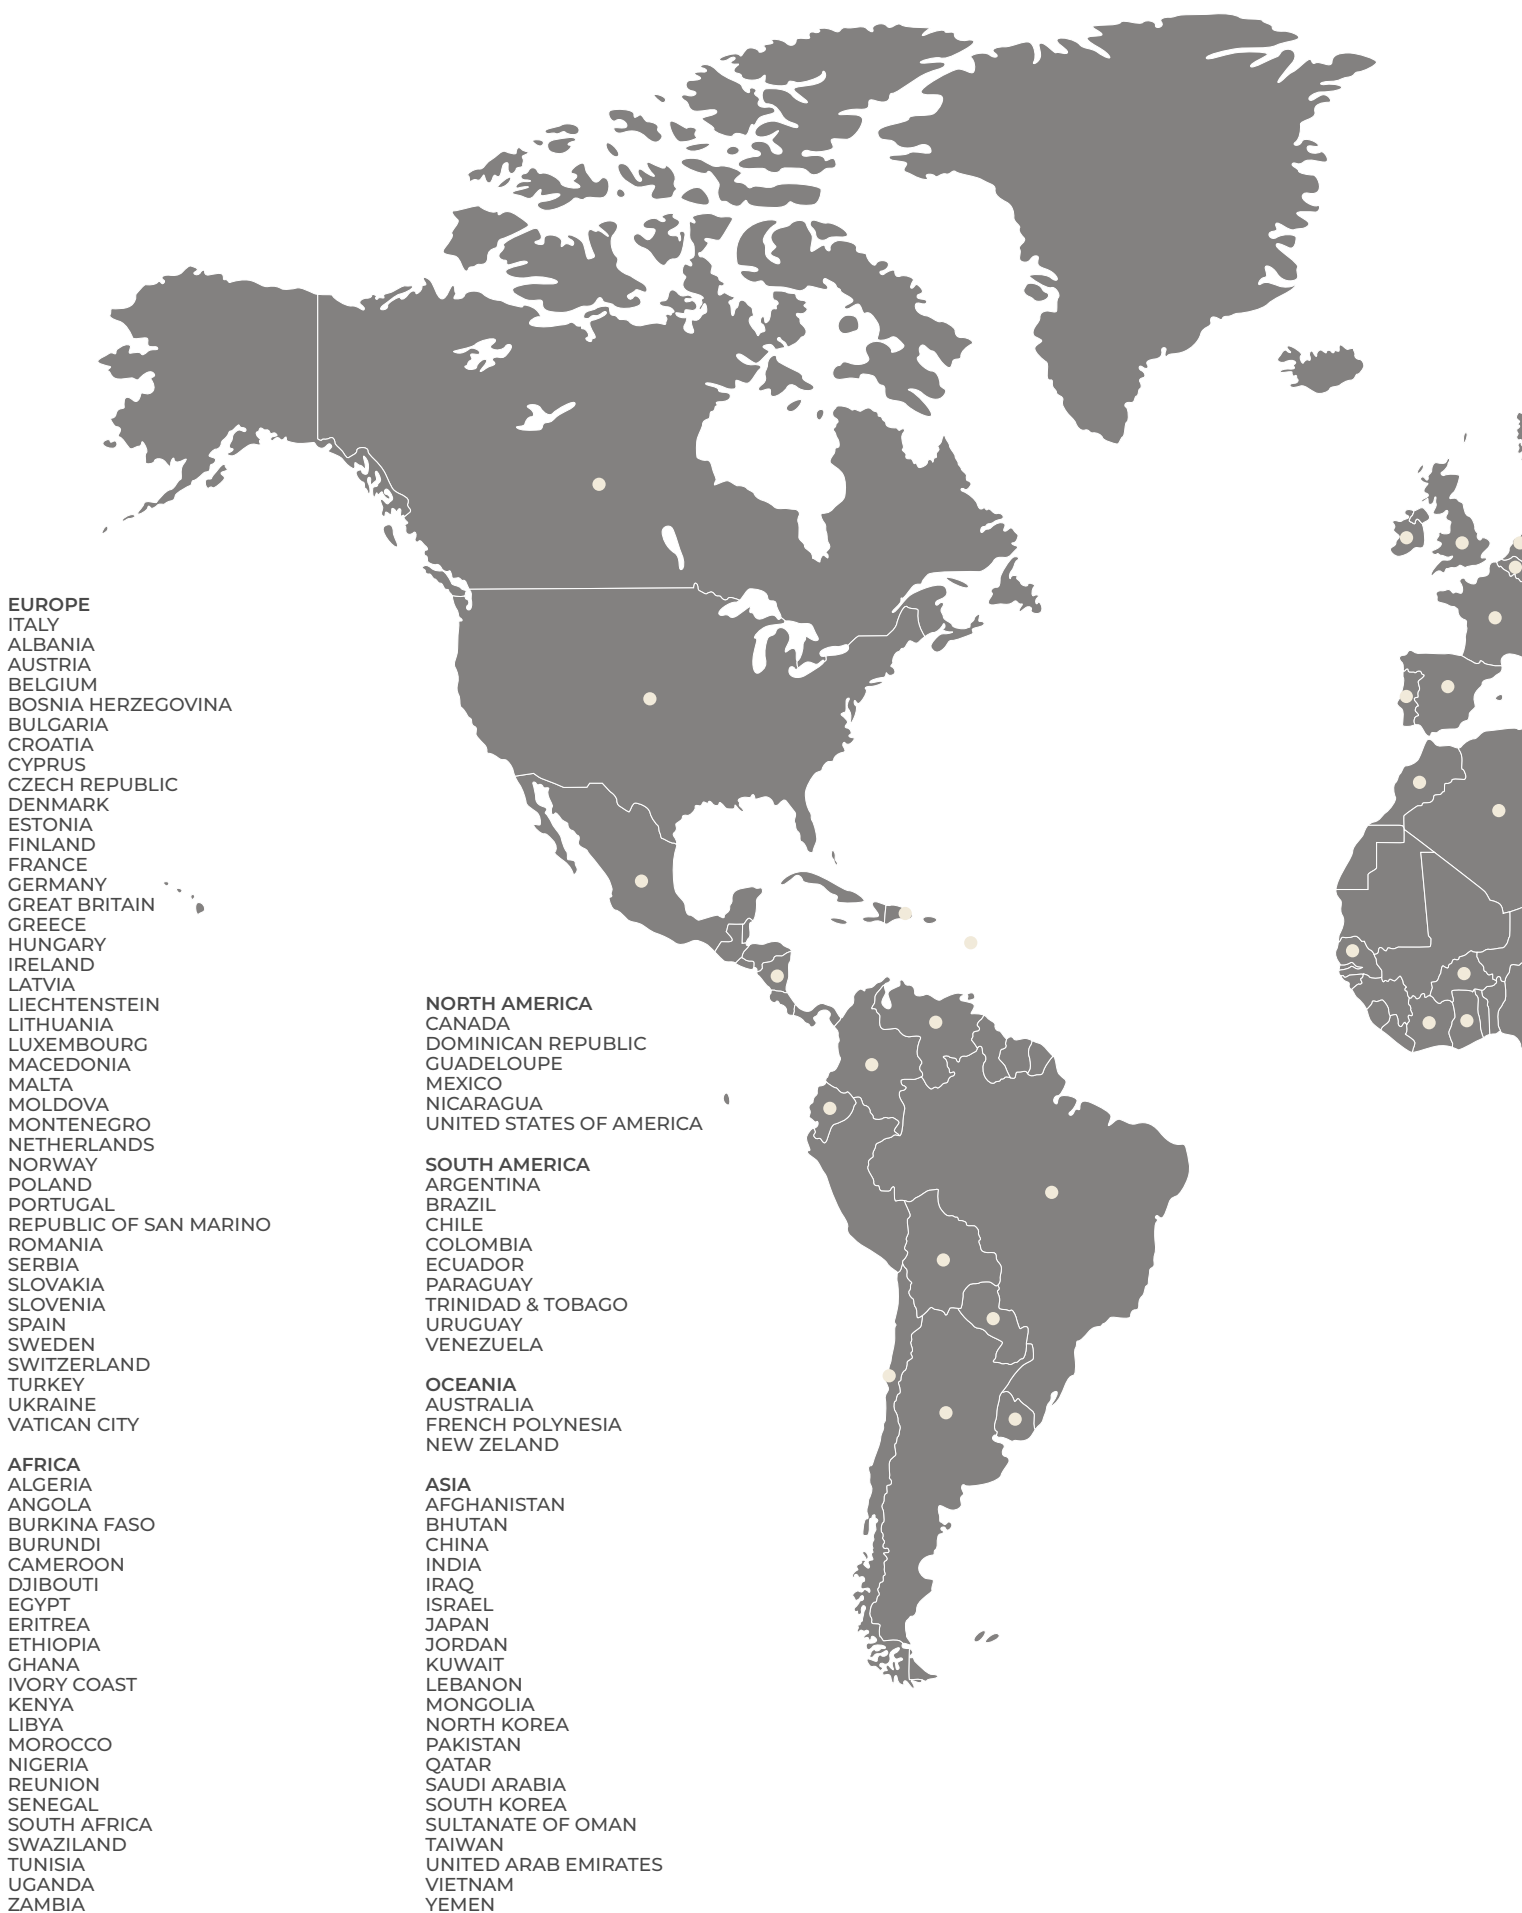 EUROPE
ITALY
ALBANIA
AUSTRIA
BELGIUM
BOSNIA HERZEGOVINA
BULGARIA
CROATIA
CYPRUS
CZECH REPUBLIC
DENMARK
ESTONIA
FINLAND
FRANCE
GERMANY
GREAT BRITAIN
GREECE
HUNGARY
IRELAND
LATVIA
LIECHTENSTEIN
LITHUANIA
LUXEMBOURG
MACEDONIA
MALTA
MOLDOVA
MONTENEGRO
NETHERLANDS
NORWAY
POLAND
PORTUGAL
REPUBLIC OF SAN MARINO
ROMANIA
SERBIA
SLOVAKIA
SLOVENIA
SPAIN
SWEDEN
SWITZERLAND
TURKEY
UKRAINE
VATICAN CITY
AFRICA
ALGERIA
ANGOLA
BURKINA FASO
BURUNDI
CAMEROON
DJIBOUTI
EGYPT
ERITREA
ETHIOPIA
GHANA
IVORY COAST
KENYA
LIBYA
MOROCCO
NIGERIA
REUNION
SENEGAL
SOUTH AFRICA
SWAZILAND
TUNISIA
UGANDA
ZAMBIA
NORTH AMERICA
CANADA
DOMINICAN REPUBLIC
GUADELOUPE
MEXICO
NICARAGUA
UNITED STATES OF AMERICA
SOUTH AMERICA
ARGENTINA
BRAZIL
CHILE
COLOMBIA
ECUADOR
PARAGUAY
TRINIDAD & TOBAGO
URUGUAY
VENEZUELA
OCEANIA
AUSTRALIA
FRENCH POLYNESIA
NEW ZELAND
ASIA
AFGHANISTAN
BHUTAN
CHINA
INDIA
IRAQ
ISRAEL
JAPAN
JORDAN
KUWAIT
LEBANON
MONGOLIA
NORTH KOREA
PAKISTAN
QATAR
SAUDI ARABIA
SOUTH KOREA
SULTANATE OF OMAN
TAIWAN
UNITED ARAB EMIRATES
VIETNAM
YEMEN